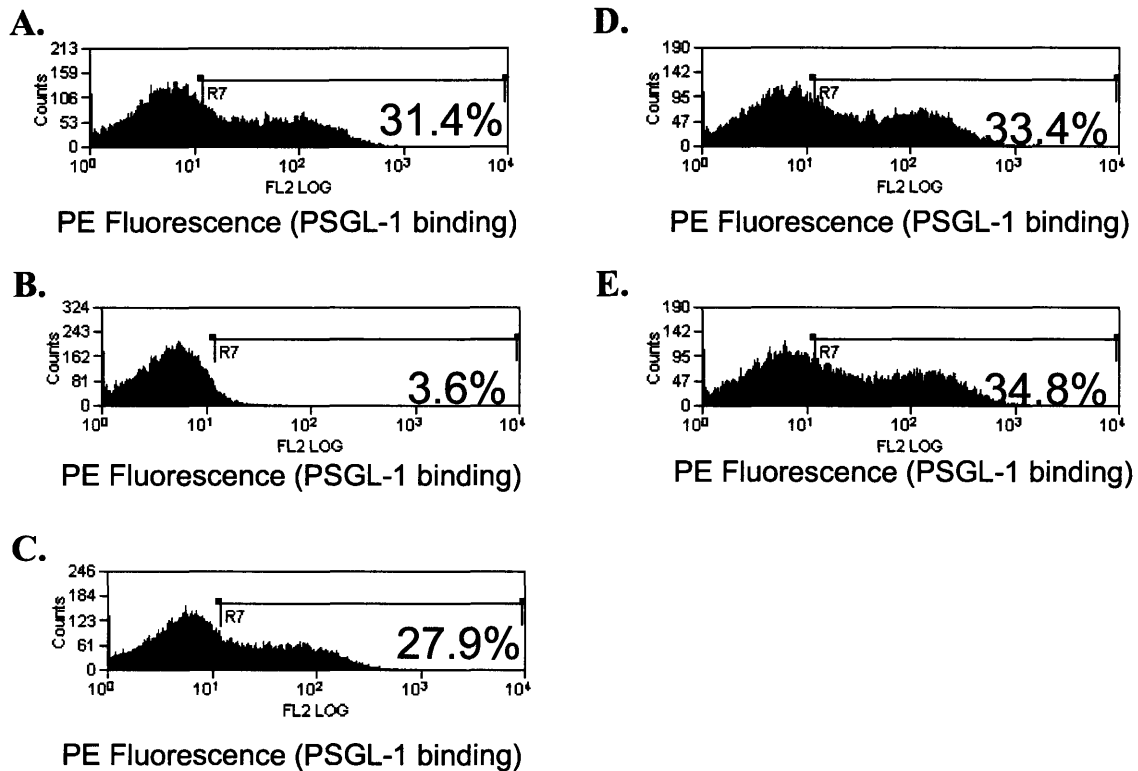 A.
213
159
106
53
0
Counts
R7
31.4%
10⁰ 10¹ 10² 10³ 10⁴
FL2 LOG
PE Fluorescence (PSGL-1 binding)
B.
324
243
162
81
0
Counts
R7
3.6%
10⁰ 10¹ 10² 10³ 10⁴
FL2 LOG
PE Fluorescence (PSGL-1 binding)
C.
246
184
123
61
0
Counts
R7
27.9%
10⁰ 10¹ 10² 10³ 10⁴
FL2 LOG
PE Fluorescence (PSGL-1 binding)
D.
190
142
95
47
0
Counts
R7
33.4%
10⁰ 10¹ 10² 10³ 10⁴
FL2 LOG
PE Fluorescence (PSGL-1 binding)
E.
190
142
95
47
0
Counts
R7
34.8%
10⁰ 10¹ 10² 10³ 10⁴
FL2 LOG
PE Fluorescence (PSGL-1 binding)